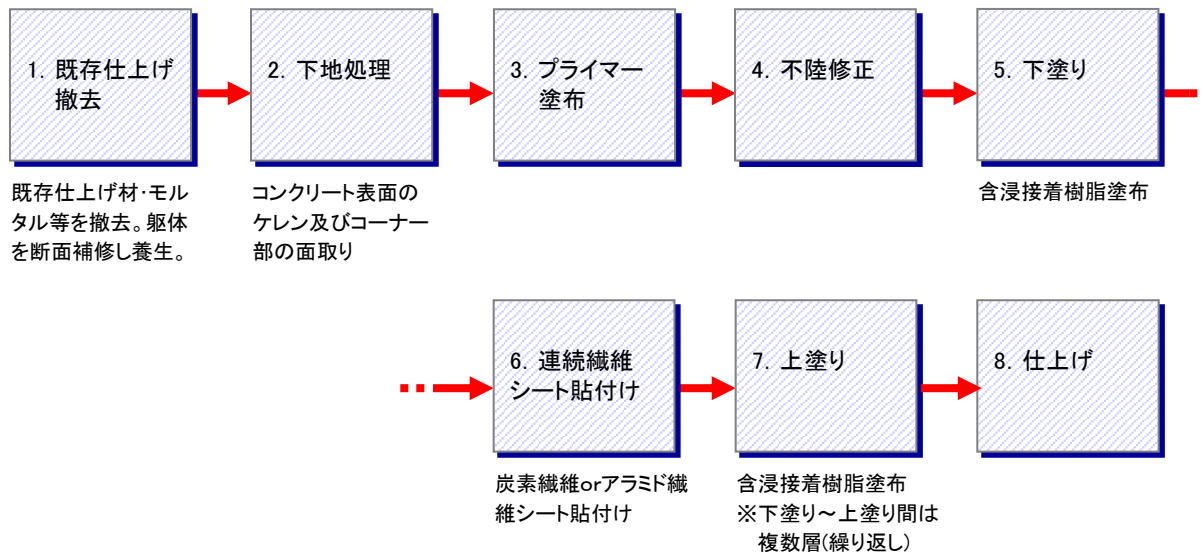 1. 既存仕上げ
撤去
2. 下地処理
3. プライマー
塗布
4. 不陸修正
5. 下塗り
既存仕上げ材・モル
タル等を撤去。躯体
を断面補修し養生。
コンクリート表面の
ケレン及びコーナー
部の面取り
含浸接着樹脂塗布
6. 連続繊維
シート貼付け
7. 上塗り
8. 仕上げ
炭素繊維orアラミド繊
維シート貼付け
含浸接着樹脂塗布
※下塗り～上塗り間は
複数層(繰り返し)